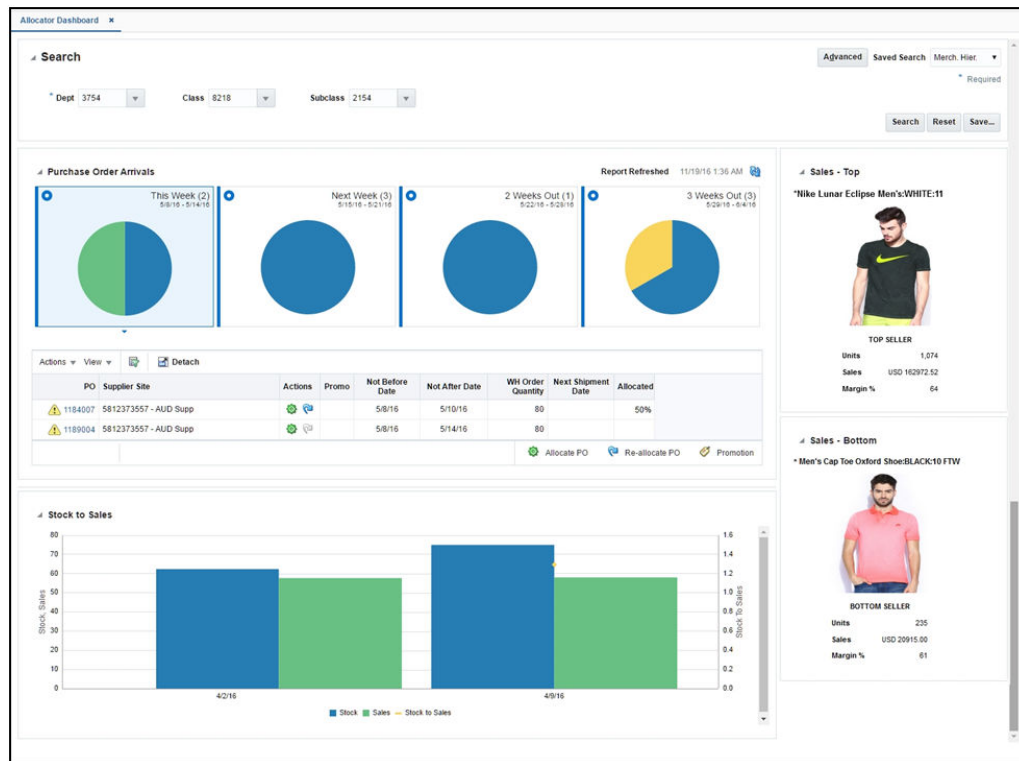 Allocator Dashboard ×
Search
Advanced Saved Search Merch. Hier.
* Required
* Dept 3754 Class 8218 Subclass 2154
Search Reset Save...
Purchase Order Arrivals
Report Refreshed 11/19/16 1:36 AM
This Week (2)
5/8/16 - 5/14/16
Next Week (3)
5/15/16 - 5/21/16
2 Weeks Out (1)
5/22/16 - 5/28/16
3 Weeks Out (3)
5/29/16 - 6/4/16
Actions View Detach
PO Supplier Site Actions Promo Not Before Date Not After Date WH Order Quantity Next Shipment Date Allocated
1184007 5812373557 - AUD Supp 5/8/16 5/10/16 80 50%
1189004 5812373557 - AUD Supp 5/8/16 5/14/16 80
Allocate PO Re-allocate PO Promotion
Stock to Sales
80
70
60
50
40
30
20
10
0
Stock, Sales
1.6
1.4
1.2
1.0
0.8
0.6
0.4
0.2
0.0
Stock To Sales
4/2/16 4/9/16
Stock Sales Stock to Sales
Sales - Top
*Nike Lunar Eclipse Men's:WHITE:11
TOP SELLER
Units 1,074
Sales USD 162972.52
Margin % 64
Sales - Bottom
* Men's Cap Toe Oxford Shoe:BLACK:10 FTW
BOTTOM SELLER
Units 235
Sales USD 20915.00
Margin % 61